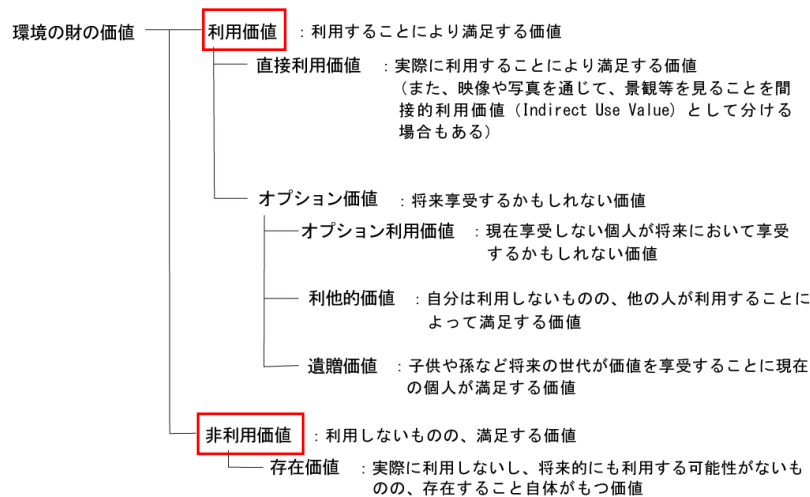 環境の財の価値 利用価値 ：利用することにより満足する価値
直接利用価値 ：実際に利用することにより満足する価値
（また、映像や写真を通じて、景観等を見ることを間
接的利用価値（Indirect Use Value）として分ける
場合もある）
オプション価値 ：将来享受するかもしれない価値
オプション利用価値 ：現在享受しない個人が将来において享受
するかもしれない価値
利他的価値 ：自分は利用しないものの、他の人が利用することに
よって満足する価値
遺贈価値 ：子供や孫など将来の世代が価値を享受することに現在
の個人が満足する価値
非利用価値 ：利用しないものの、満足する価値
存在価値 ：実際に利用しないし、将来的にも利用する可能性がないも
のの、存在すること自体がもつ価値